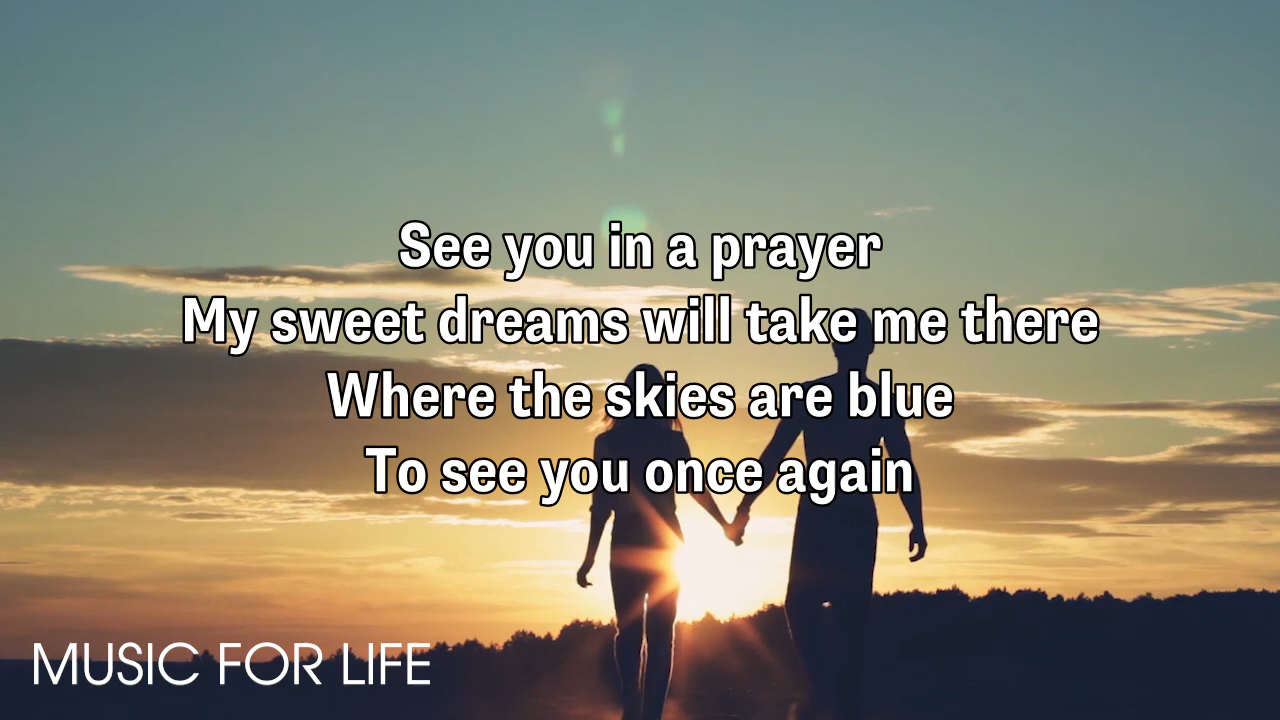 See you in a prayer
My sweet dreams will take me there
Where the skies are blue
To see you once again
MUSIC FOR LIFE